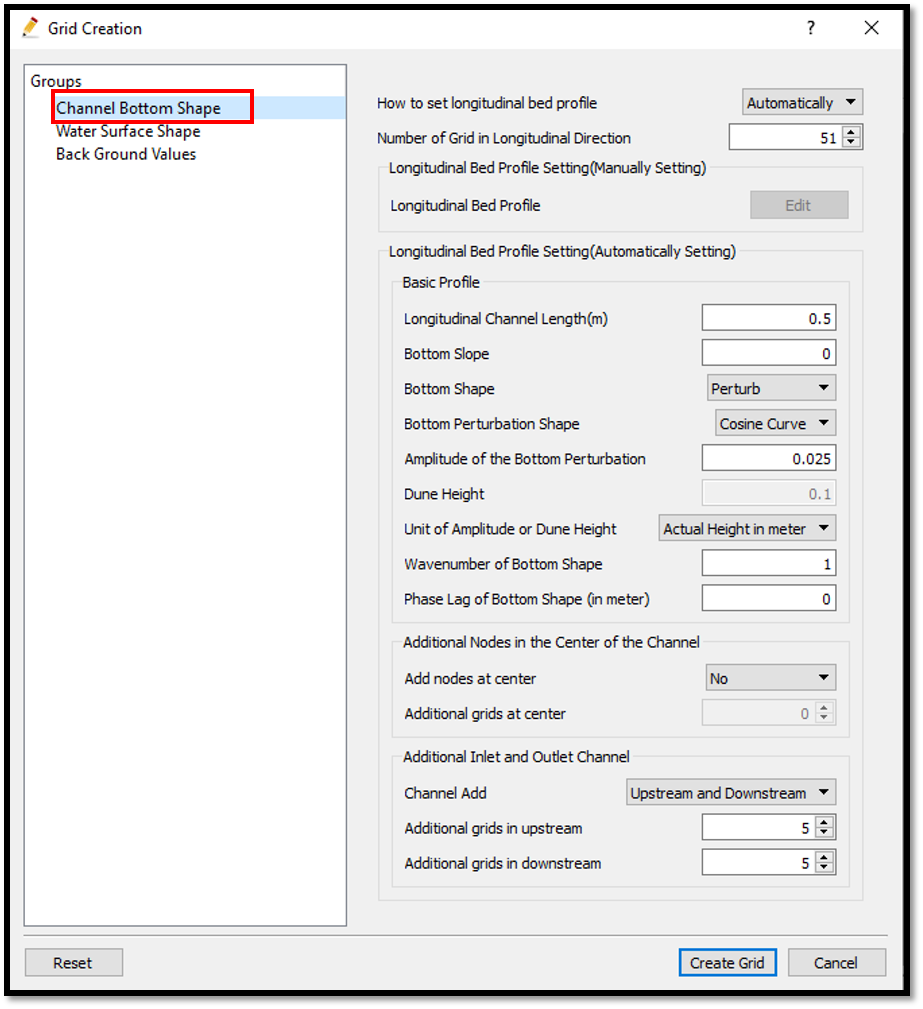 Grid Creation ?
Groups
Channel Bottom Shape
Water Surface Shape
Back Ground Values
How to set longitudinal bed profile Automatically
Number of Grid in Longitudinal Direction 51
Longitudinal Bed Profile Setting(Manually Setting)
Longitudinal Bed Profile Edit
Longitudinal Bed Profile Setting(Automatically Setting)
Basic Profile
Longitudinal Channel Length(m) 0.5
Bottom Slope 0
Bottom Shape Perturb
Bottom Perturbation Shape Cosine Curve
Amplitude of the Bottom Perturbation 0.025
Dune Height 0.1
Unit of Amplitude or Dune Height Actual Height in meter
Wavenumber of Bottom Shape 1
Phase Lag of Bottom Shape (in meter) 0
Additional Nodes in the Center of the Channel
Add nodes at center No
Additional grids at center 0
Additional Inlet and Outlet Channel
Channel Add Upstream and Downstream
Additional grids in upstream 5
Additional grids in downstream 5
Reset Create Grid Cancel